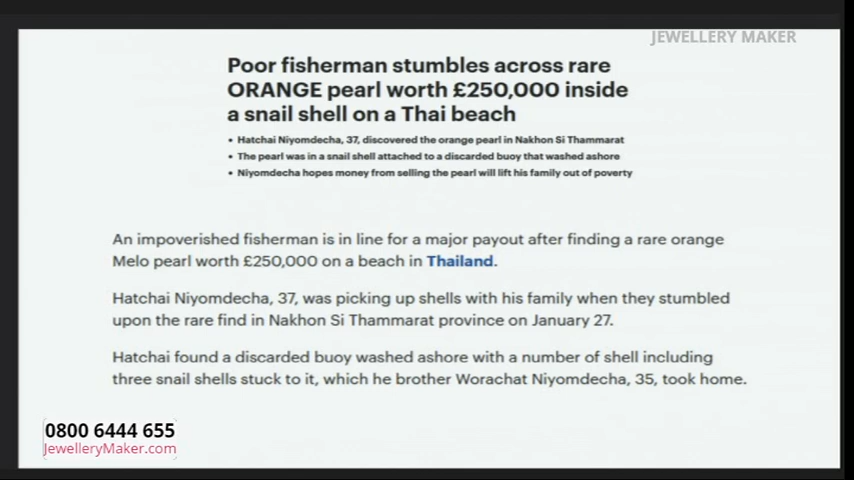 JEWELLERY MAKER
Poor fisherman stumbles across rare
ORANGE pearl worth £250,000 inside
a snail shell on a Thai beach
• Hatchai Niyomdecha, 37, discovered the orange pearl in Nakhon Si Thammarat
• The pearl was in a snail shell attached to a discarded buoy that washed ashore
• Niyomdecha hopes money from selling the pearl will lift his family out of poverty
An impoverished fisherman is in line for a major payout after finding a rare orange
Melo pearl worth £250,000 on a beach in Thailand.
Hatchai Niyomdecha, 37, was picking up shells with his family when they stumbled
upon the rare find in Nakhon Si Thammarat province on January 27.
Hatchai found a discarded buoy washed ashore with a number of shell including
three snail shells stuck to it, which he brother Worachat Niyomdecha, 35, took home.
0800 6444 655
JewelleryMaker.com